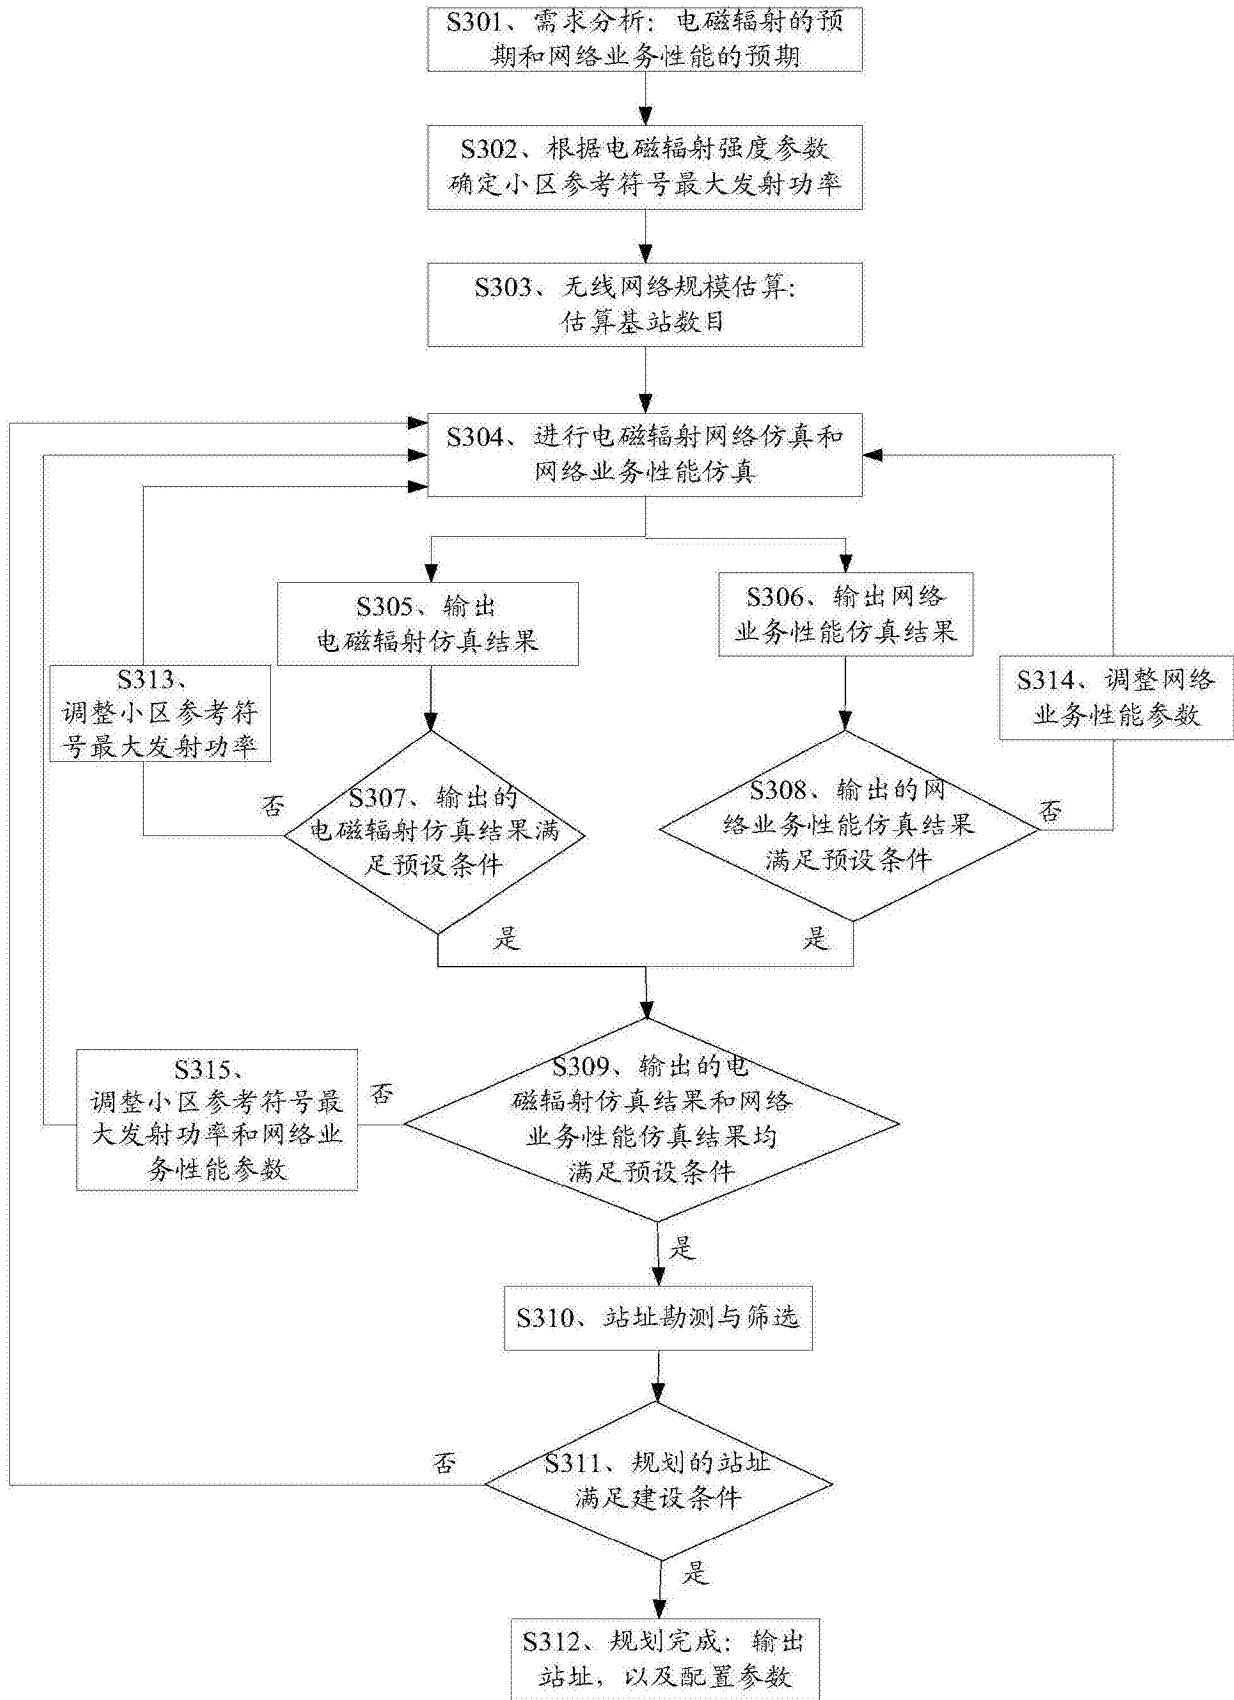 S301、需求分析：电磁辐射的预
期和网络业务性能的预期
S302、根据电磁辐射强度参数
确定小区参考符号最大发射功率
S303、无线网络规模估算：
估算基站数目
S304、进行电磁辐射网络仿真和
网络业务性能仿真
S305、输出
电磁辐射仿真结果
S306、输出网络
业务性能仿真结果
S313、
调整小区参考符
号最大发射功率
S314、调整网络
业务性能参数
否
S307、输出的
电磁辐射仿真结果满
足预设条件
S308、输出的网
络业务性能仿真结果
满足预设条件
否
是
是
S315、
调整小区参考符号最
大发射功率和网络业
务性能参数
否
S309、输出的电
磁辐射仿真结果和网络
业务性能仿真结果均
满足预设条件
是
S310、站址勘测与筛选
否
S311、规划的站址
满足建设条件
是
S312、规划完成：输出
站址，以及配置参数